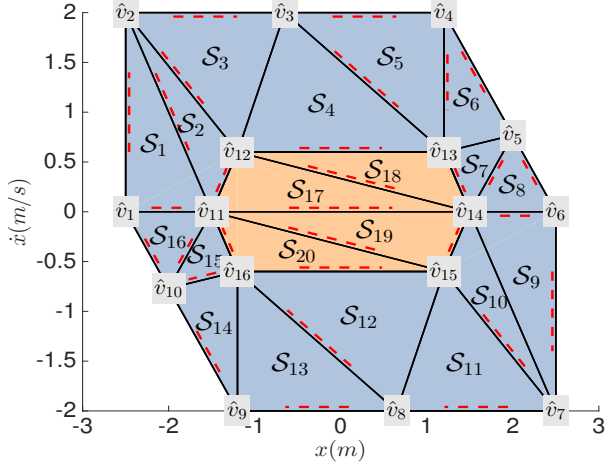 2
v̂₂
v̂₃
v̂₄
1.5
S₃
S₅
S₆
1
S₄
S₁
S₂
v̂₅
v̂₁₂
v̂₁₃
0.5
S₁₈
S₇
S₈
S₁₇
ẋ(m/s)
0
v̂₁
v̂₁₁
v̂₁₄
v̂₆
S₁₆
S₁₉
S₁₅
S₂₀
-0.5
v̂₁₆
v̂₁₅
S₉
v̂₁₀
S₁₀
-1
S₁₄
S₁₂
S₁₃
S₁₁
-1.5
-2
v̂₉
v̂₈
v̂₇
-3 -2 -1 0 1 2 3
x(m)